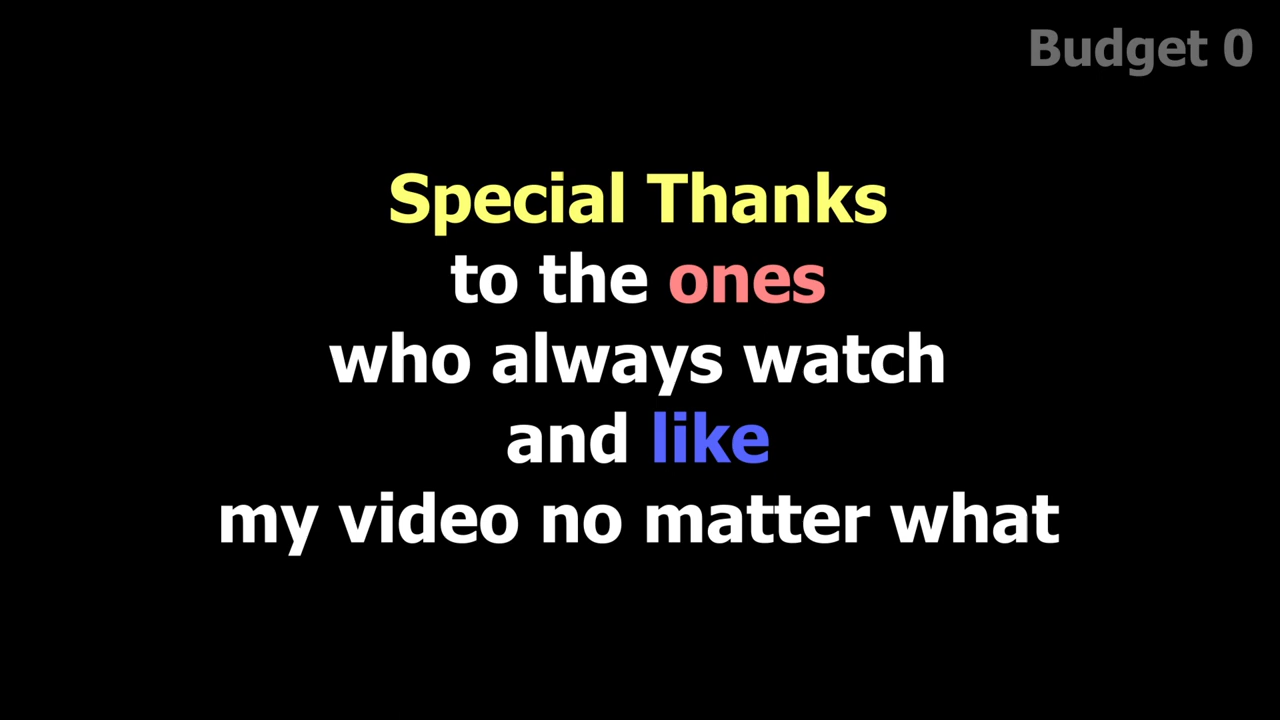 Budget 0
Special Thanks
to the ones
who always watch
and like
my video no matter what